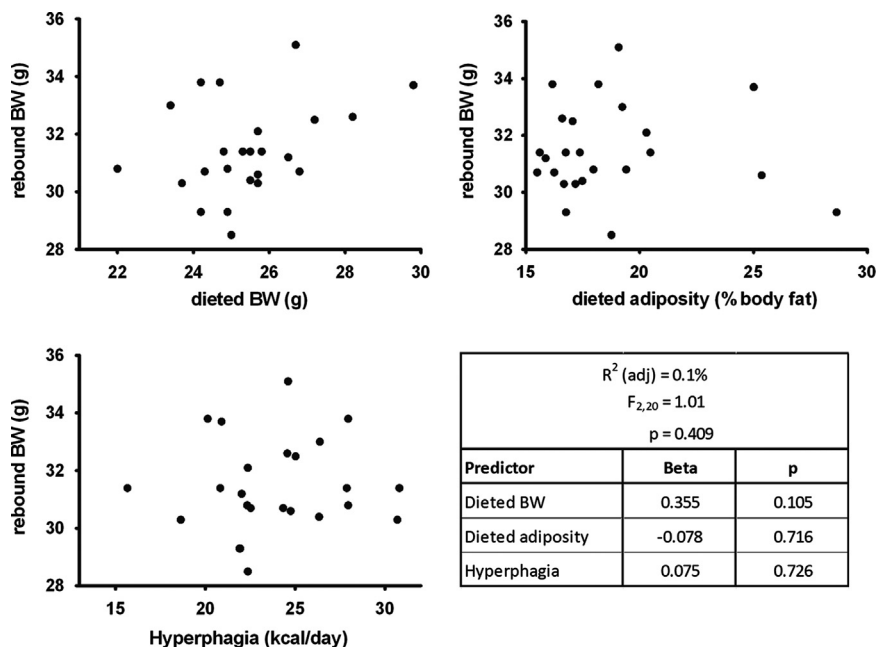 36
34
32
30
28
rebound BW (g)
22 24 26 28 30
dieted BW (g)
36
34
32
30
28
rebound BW (g)
15 20 25 30
dieted adiposity (% body fat)
36
34
32
30
28
rebound BW (g)
15 20 25 30
Hyperphagia (kcal/day)
R² (adj) = 0.1%
F₂,₂₀ = 1.01
p = 0.409
Predictor Beta p
Dieted BW 0.355 0.105
Dieted adiposity -0.078 0.716
Hyperphagia 0.075 0.726